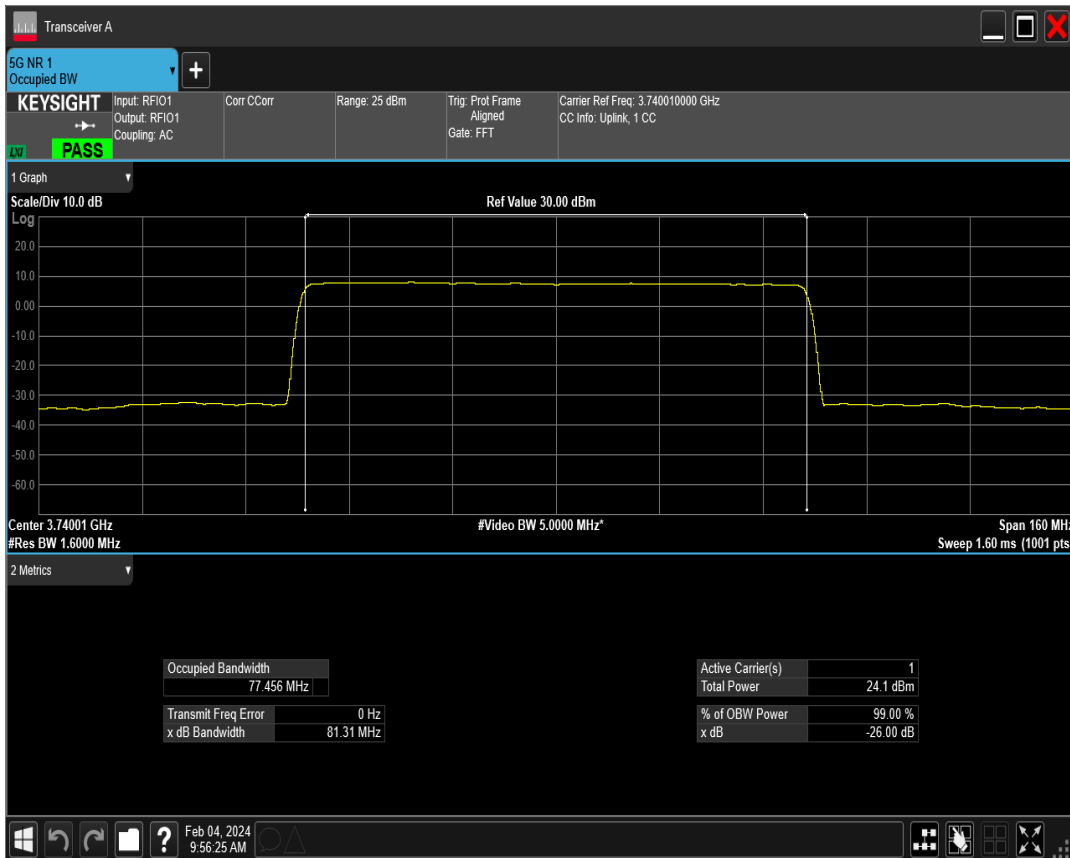 Transceiver A
5G NR 1
Occupied BW
+
KEYSIGHT
LXI
PASS
Input: RFIO1
Output: RFIO1
Coupling: AC
Corr CCorr
Range: 25 dBm
Trig: Prot Frame
Aligned
Gate: FFT
Carrier Ref Freq: 3.740010000 GHz
CC Info: Uplink, 1 CC
1 Graph
Scale/Div 10.0 dB
Ref Value 30.00 dBm
Log
20.0
10.0
0.00
-10.0
-20.0
-30.0
-40.0
-50.0
-60.0
Center 3.74001 GHz
#Video BW 5.0000 MHz*
Span 160 MHz
#Res BW 1.6000 MHz
Sweep 1.60 ms (1001 pts
2 Metrics
Occupied Bandwidth
77.456 MHz
Transmit Freq Error 0 Hz
x dB Bandwidth 81.31 MHz
Active Carrier(s) 1
Total Power 24.1 dBm
% of OBW Power 99.00 %
x dB -26.00 dB
?
Feb 04, 2024
9:56:25 AM